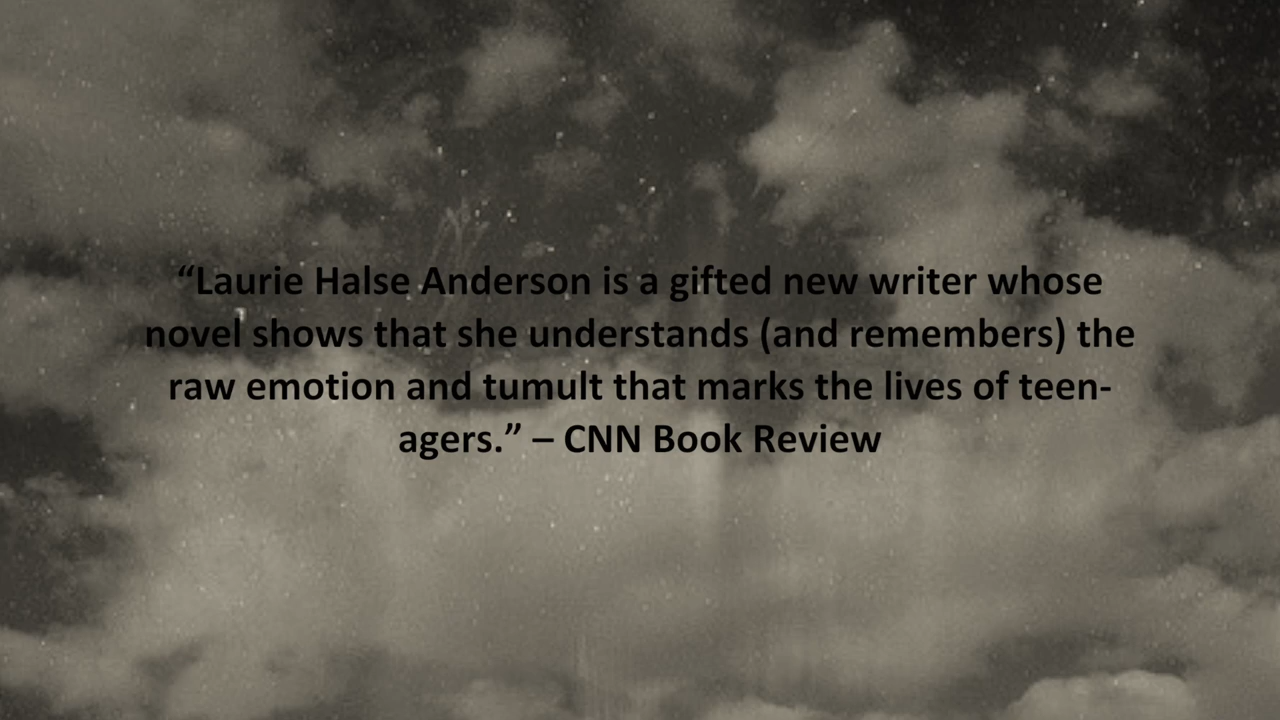 “Laurie Halse Anderson is a gifted new writer whose
novel shows that she understands (and remembers) the
raw emotion and tumult that marks the lives of teen-
agers.” – CNN Book Review